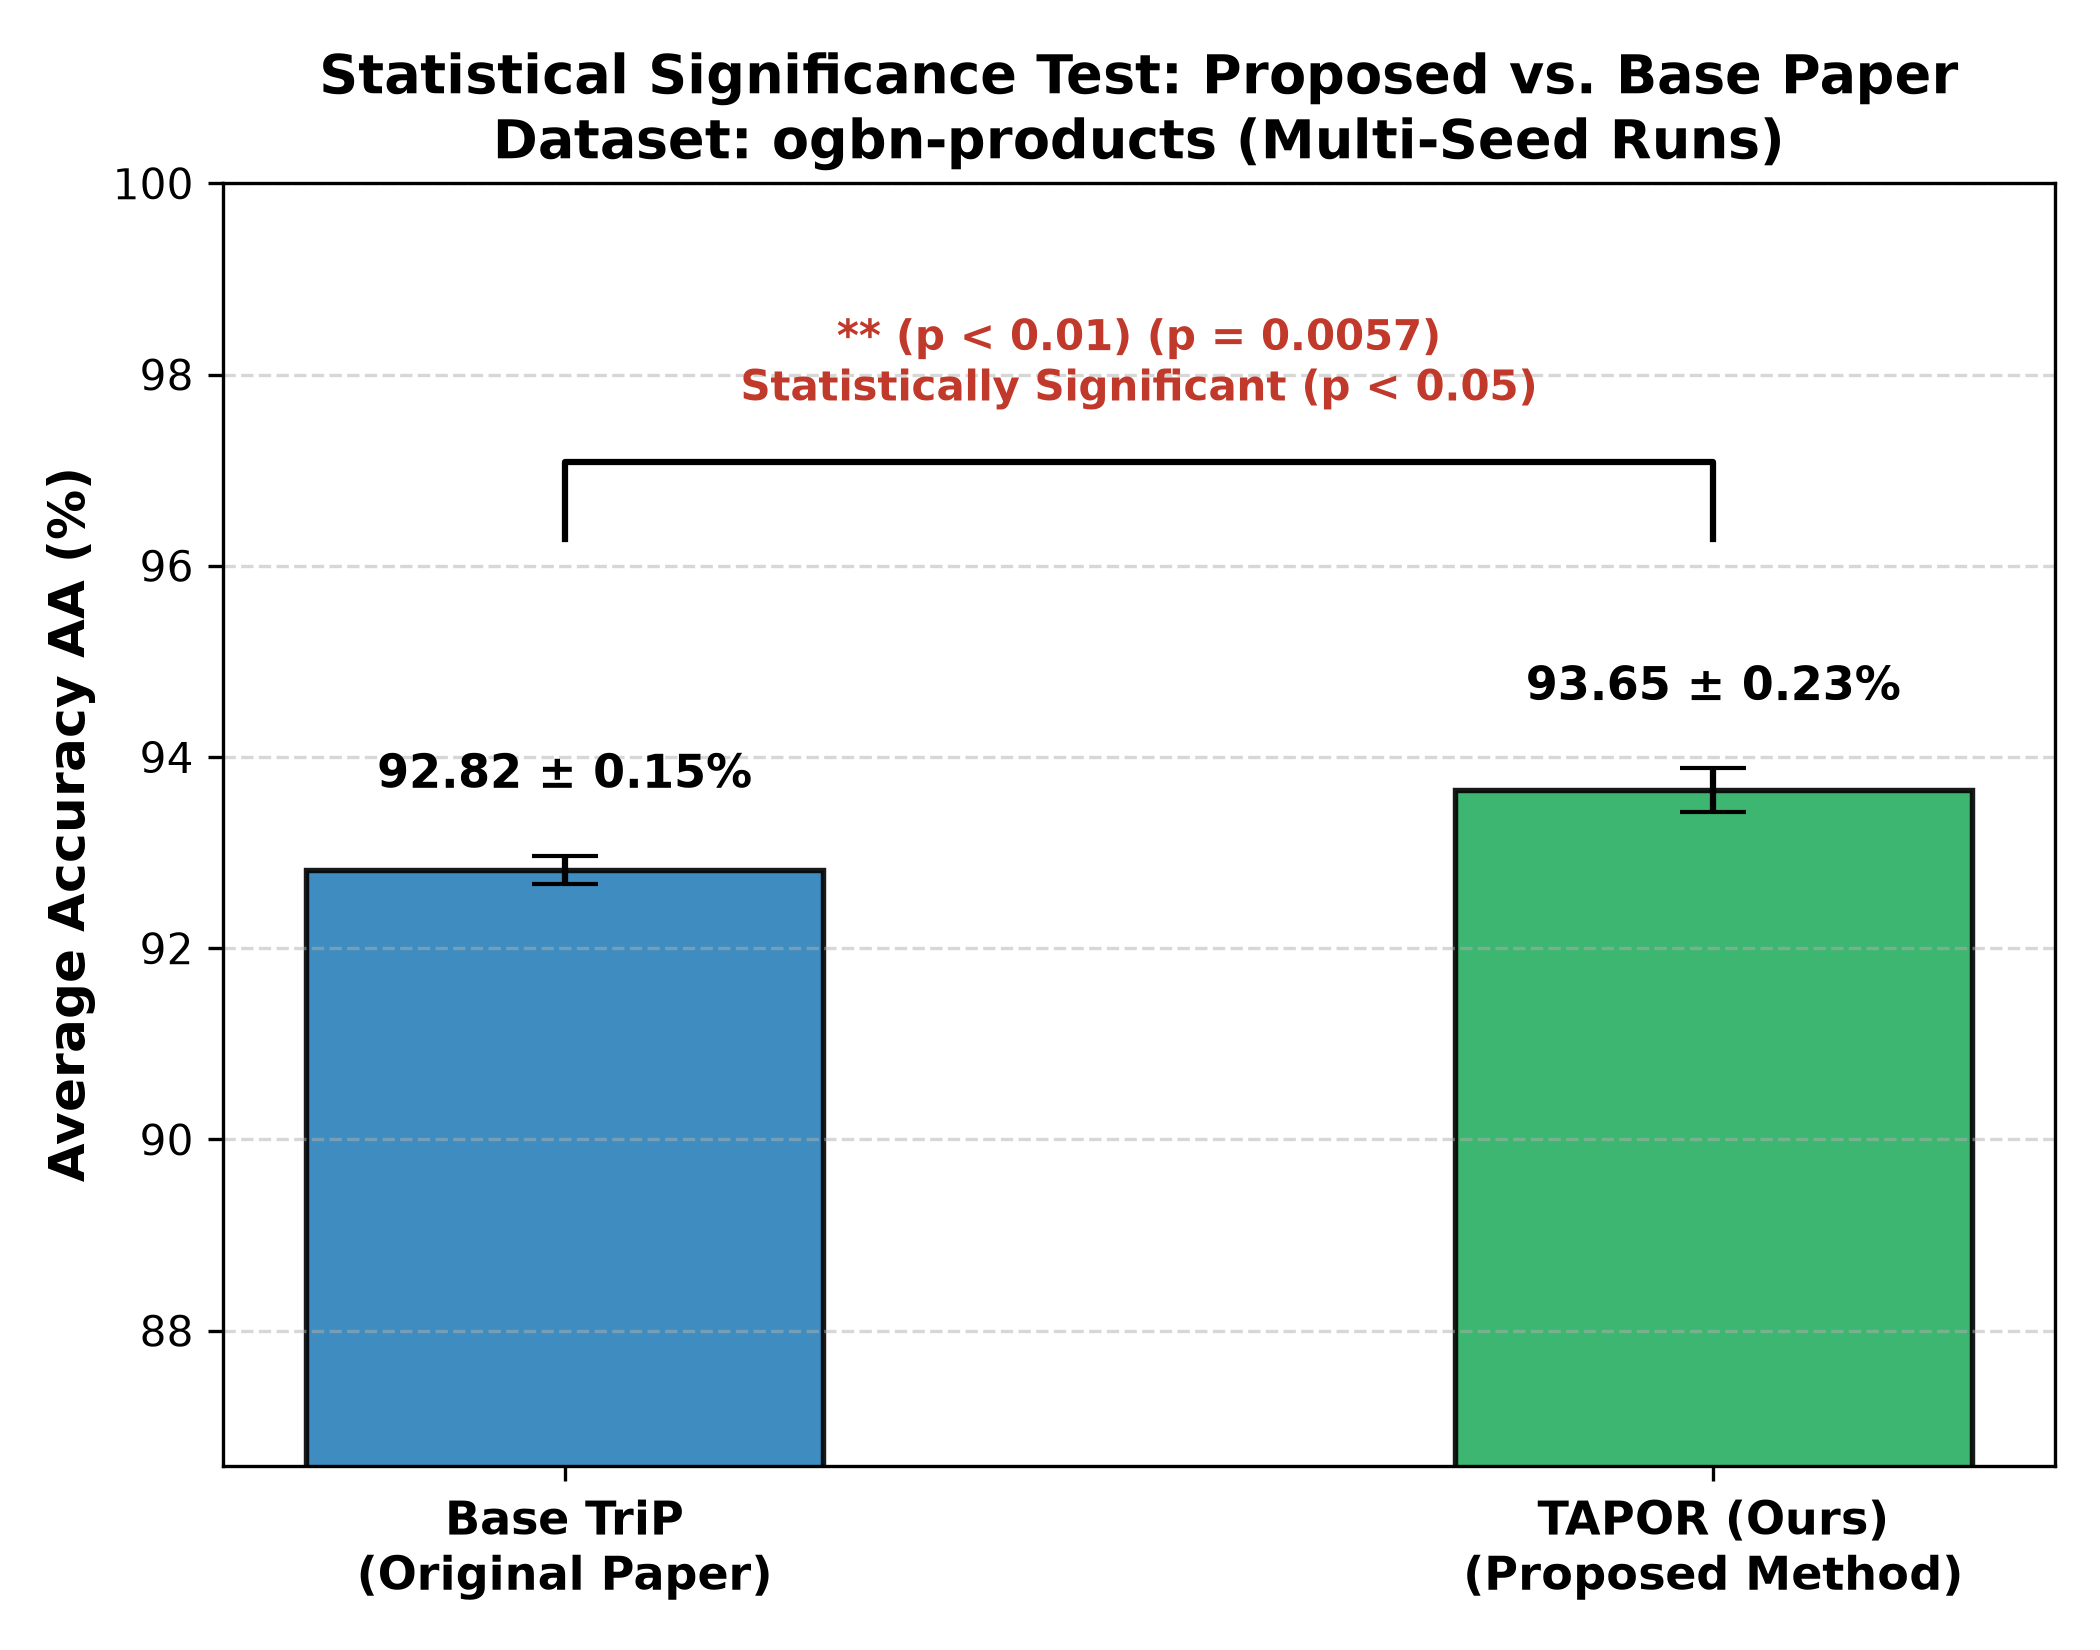 Statistical Significance Test: Proposed vs. Base Paper
Dataset: ogbn-products (Multi-Seed Runs)
Average Accuracy AA (%)
100
98
96
94
92
90
88
** (p < 0.01) (p = 0.0057)
Statistically Significant (p < 0.05)
92.82 ± 0.15%
93.65 ± 0.23%
Base TriP
(Original Paper)
TAPOR (Ours)
(Proposed Method)